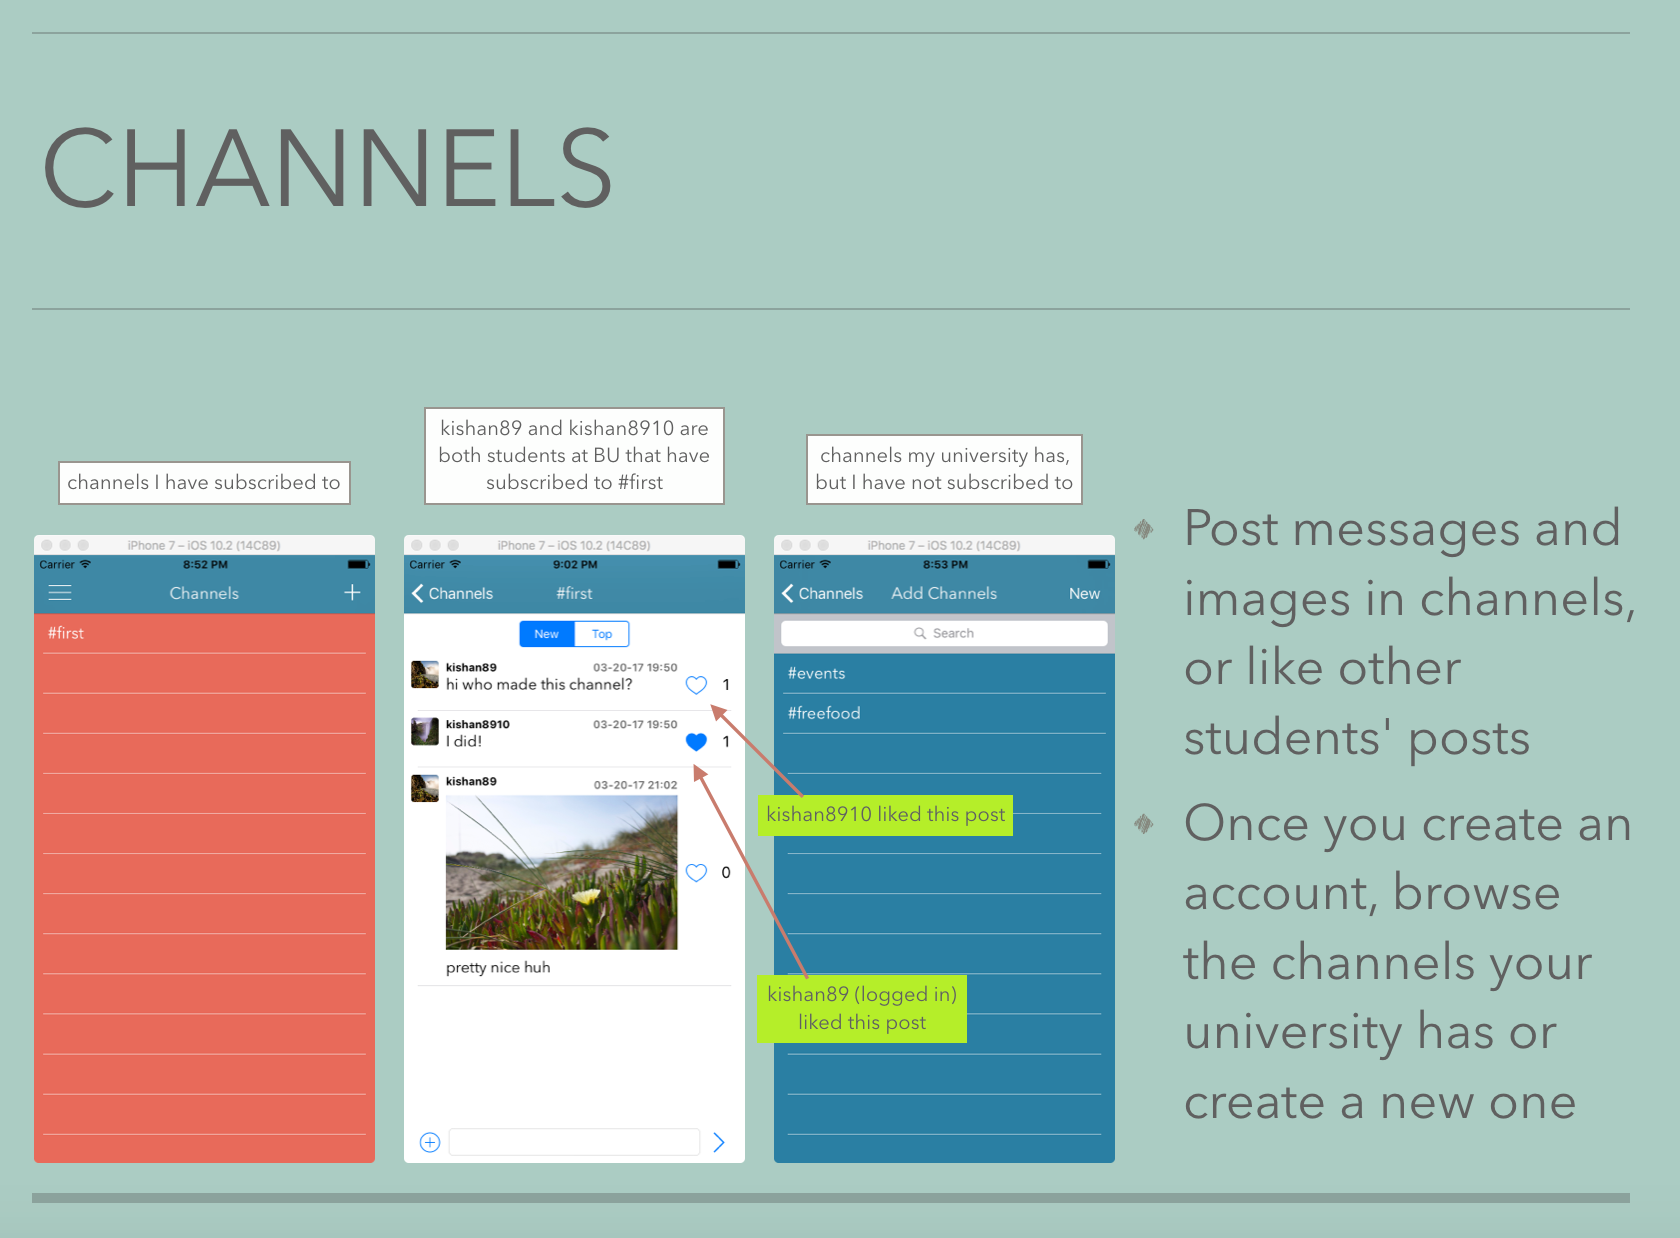 CHANNELS
channels I have subscribed to
kishan89 and kishan8910 are
both students at BU that have
subscribed to #first
channels my university has,
but I have not subscribed to
iPhone 7 – iOS 10.2 (14C89)
Carrier 8:52 PM
Channels
#first
iPhone 7 – iOS 10.2 (14C89)
Carrier 9:02 PM
Channels #first
New Top
kishan89 03-20-17 19:50
hi who made this channel? 1
kishan8910 03-20-17 19:50
I did! 1
kishan89 03-20-17 21:02
0
pretty nice huh
iPhone 7 – iOS 10.2 (14C89)
Carrier 8:53 PM
Channels Add Channels New
Search
#events
#freefood
kishan8910 liked this post
kishan89 (logged in)
liked this post
Post messages and
images in channels,
or like other
students' posts
Once you create an
account, browse
the channels your
university has or
create a new one